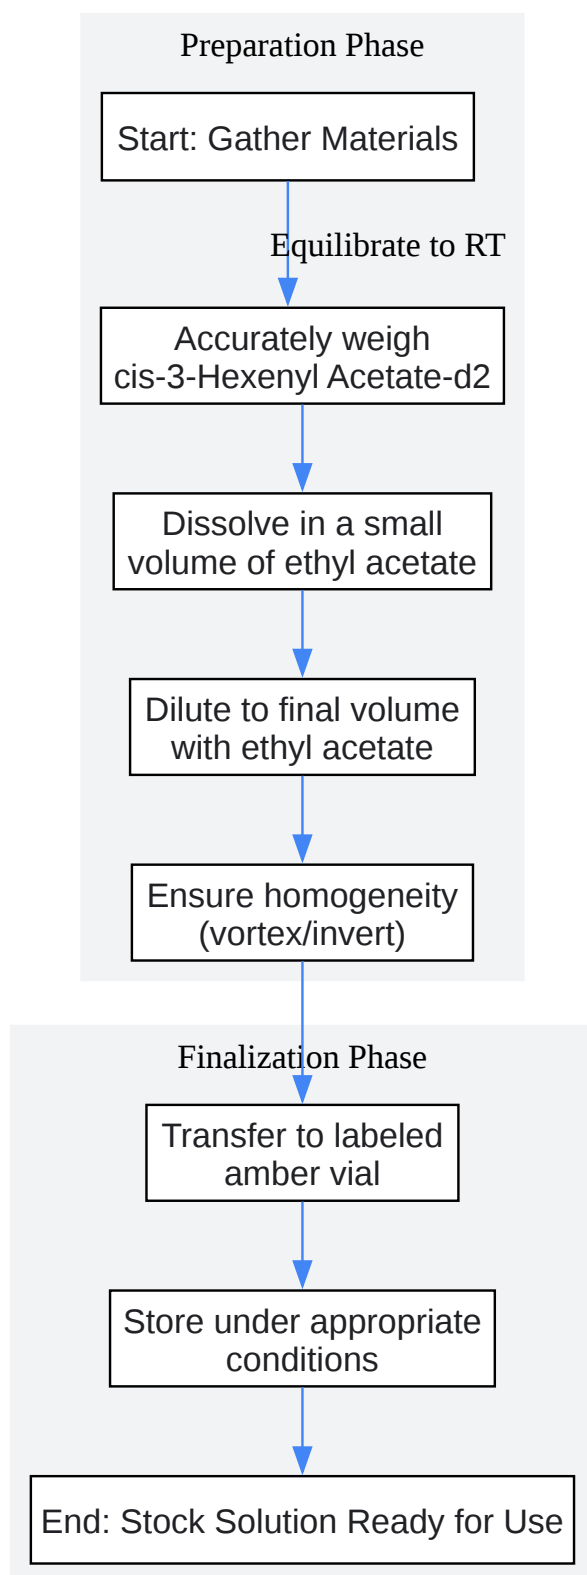 Preparation Phase
Start: Gather Materials
Equilibrate to RT
Accurately weigh
cis-3-Hexenyl Acetate-d2
Dissolve in a small
volume of ethyl acetate
Dilute to final volume
with ethyl acetate
Ensure homogeneity
(vortex/invert)
Finalization Phase
Transfer to labeled
amber vial
Store under appropriate
conditions
End: Stock Solution Ready for Use